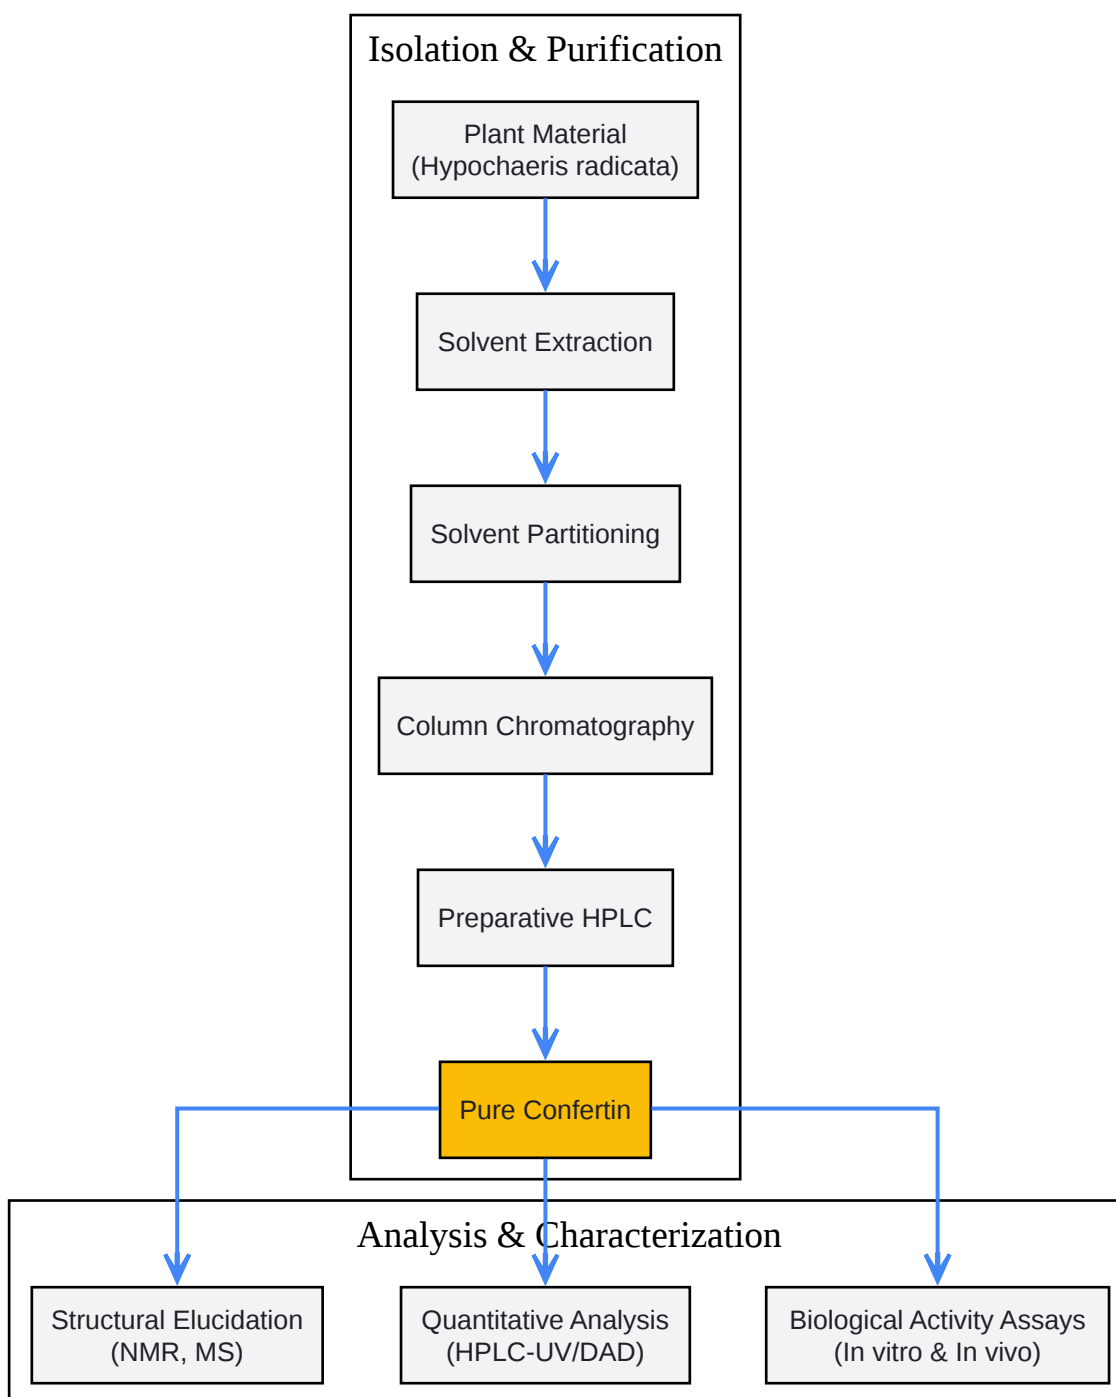 Isolation & Purification
Plant Material
(Hypochaeris radicata)
Solvent Extraction
Solvent Partitioning
Column Chromatography
Preparative HPLC
Pure Confertin
Analysis & Characterization
Structural Elucidation
(NMR, MS)
Quantitative Analysis
(HPLC-UV/DAD)
Biological Activity Assays
(In vitro & In vivo)